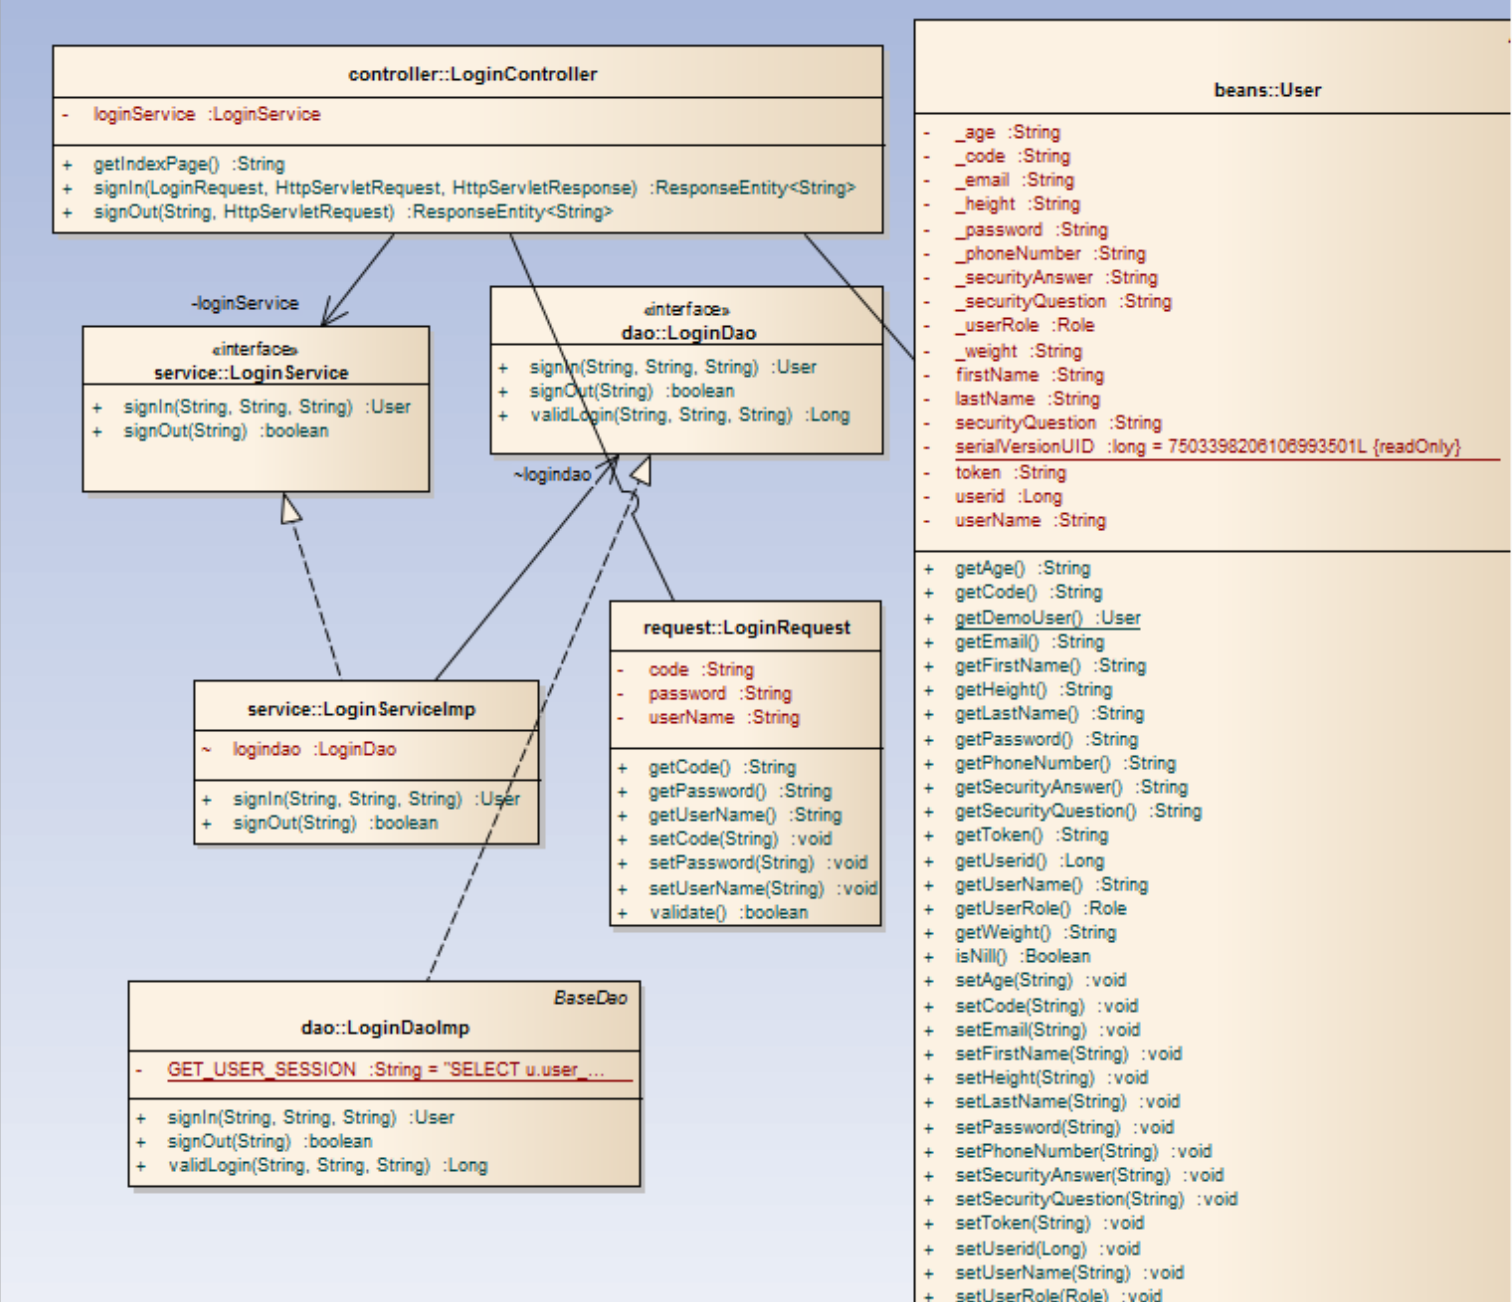 controller::LoginController
- loginService :LoginService
+ getIndexPage() :String
+ signIn(LoginRequest, HttpServletRequest, HttpServletResponse) :ResponseEntity<String>
+ signOut(String, HttpServletRequest) :ResponseEntity<String>
-loginService
«interface»
service::LoginService
+ signIn(String, String, String) :User
+ signOut(String) :boolean
«interface»
dao::LoginDao
+ signIn(String, String, String) :User
+ signOut(String) :boolean
+ validLogin(String, String, String) :Long
~logindao
service::LoginServiceImp
~ logindao :LoginDao
+ signIn(String, String, String) :User
+ signOut(String) :boolean
request::LoginRequest
- code :String
- password :String
- userName :String
+ getCode() :String
+ getPassword() :String
+ getUserName() :String
+ setCode(String) :void
+ setPassword(String) :void
+ setUserName(String) :void
+ validate() :boolean
BaseDao
dao::LoginDaoImp
- GET_USER_SESSION :String = "SELECT u.user_...
+ signIn(String, String, String) :User
+ signOut(String) :boolean
+ validLogin(String, String, String) :Long
beans::User
- _age :String
- _code :String
- _email :String
- _height :String
- _password :String
- _phoneNumber :String
- _securityAnswer :String
- _securityQuestion :String
- _userRole :Role
- _weight :String
- firstName :String
- lastName :String
- securityQuestion :String
- serialVersionUID :long = 7503398206106993501L {readOnly}
- token :String
- userid :Long
- userName :String
+ getAge() :String
+ getCode() :String
+ getDemoUser() :User
+ getEmail() :String
+ getFirstName() :String
+ getHeight() :String
+ getLastName() :String
+ getPassword() :String
+ getPhoneNumber() :String
+ getSecurityAnswer() :String
+ getSecurityQuestion() :String
+ getToken() :String
+ getUserid() :Long
+ getUserName() :String
+ getUserRole() :Role
+ getWeight() :String
+ isNill() :Boolean
+ setAge(String) :void
+ setCode(String) :void
+ setEmail(String) :void
+ setFirstName(String) :void
+ setHeight(String) :void
+ setLastName(String) :void
+ setPassword(String) :void
+ setPhoneNumber(String) :void
+ setSecurityAnswer(String) :void
+ setSecurityQuestion(String) :void
+ setToken(String) :void
+ setUserid(Long) :void
+ setUserName(String) :void
+ setUserRole(Role) :void